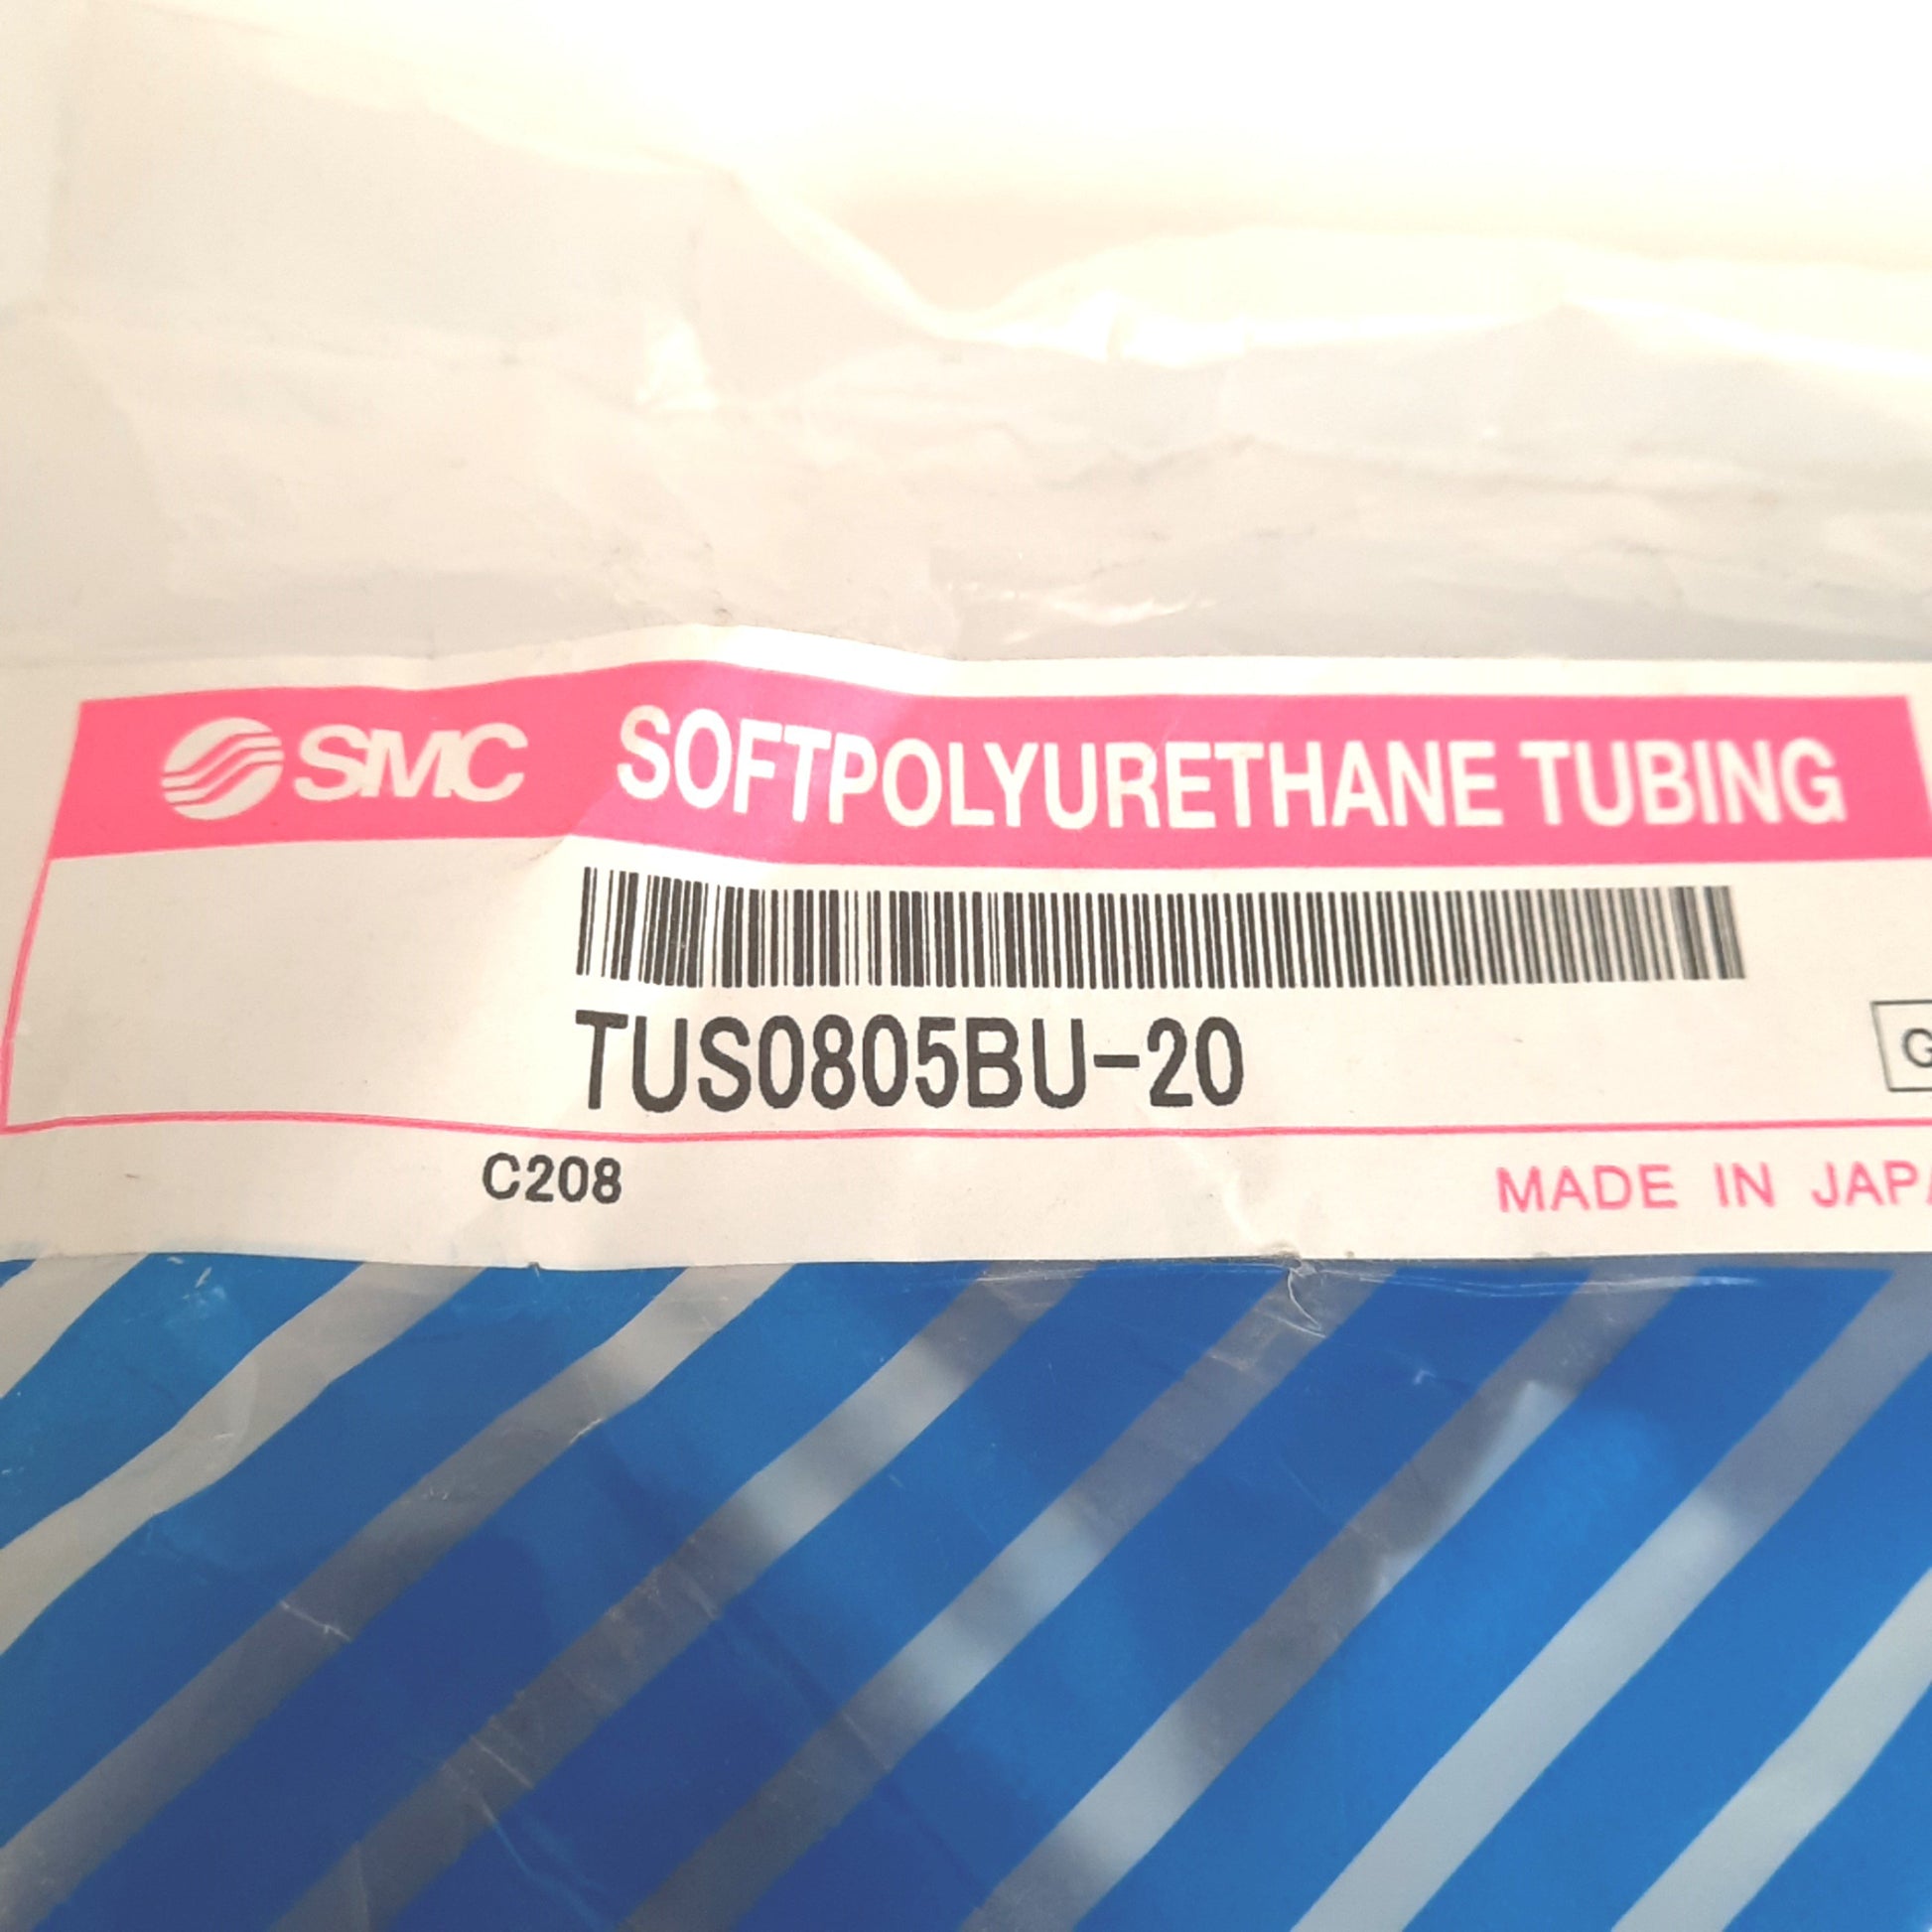 SMC SOFTPOLYURETHANE TUBING
TUS0805BU-20
G
C208
MADE IN JAPA